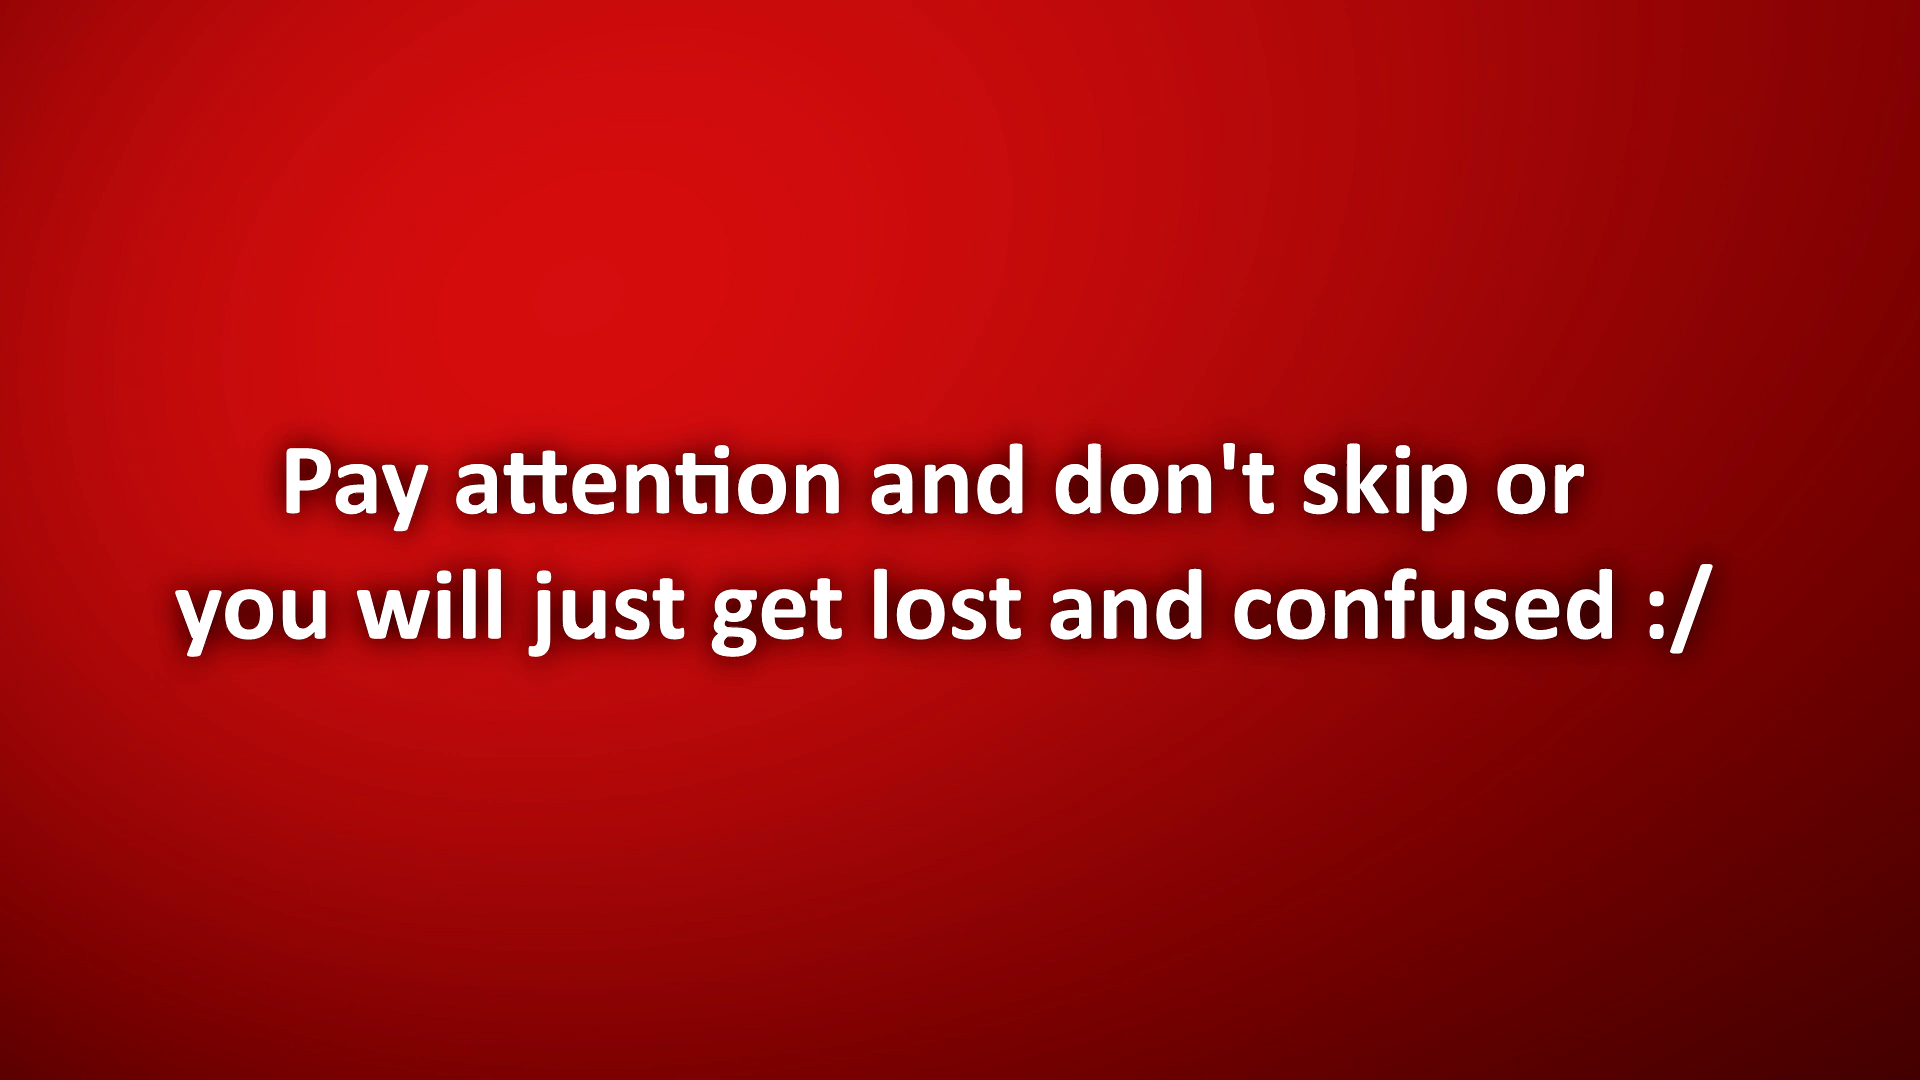 Pay attention and don't skip or
you will just get lost and confused :/